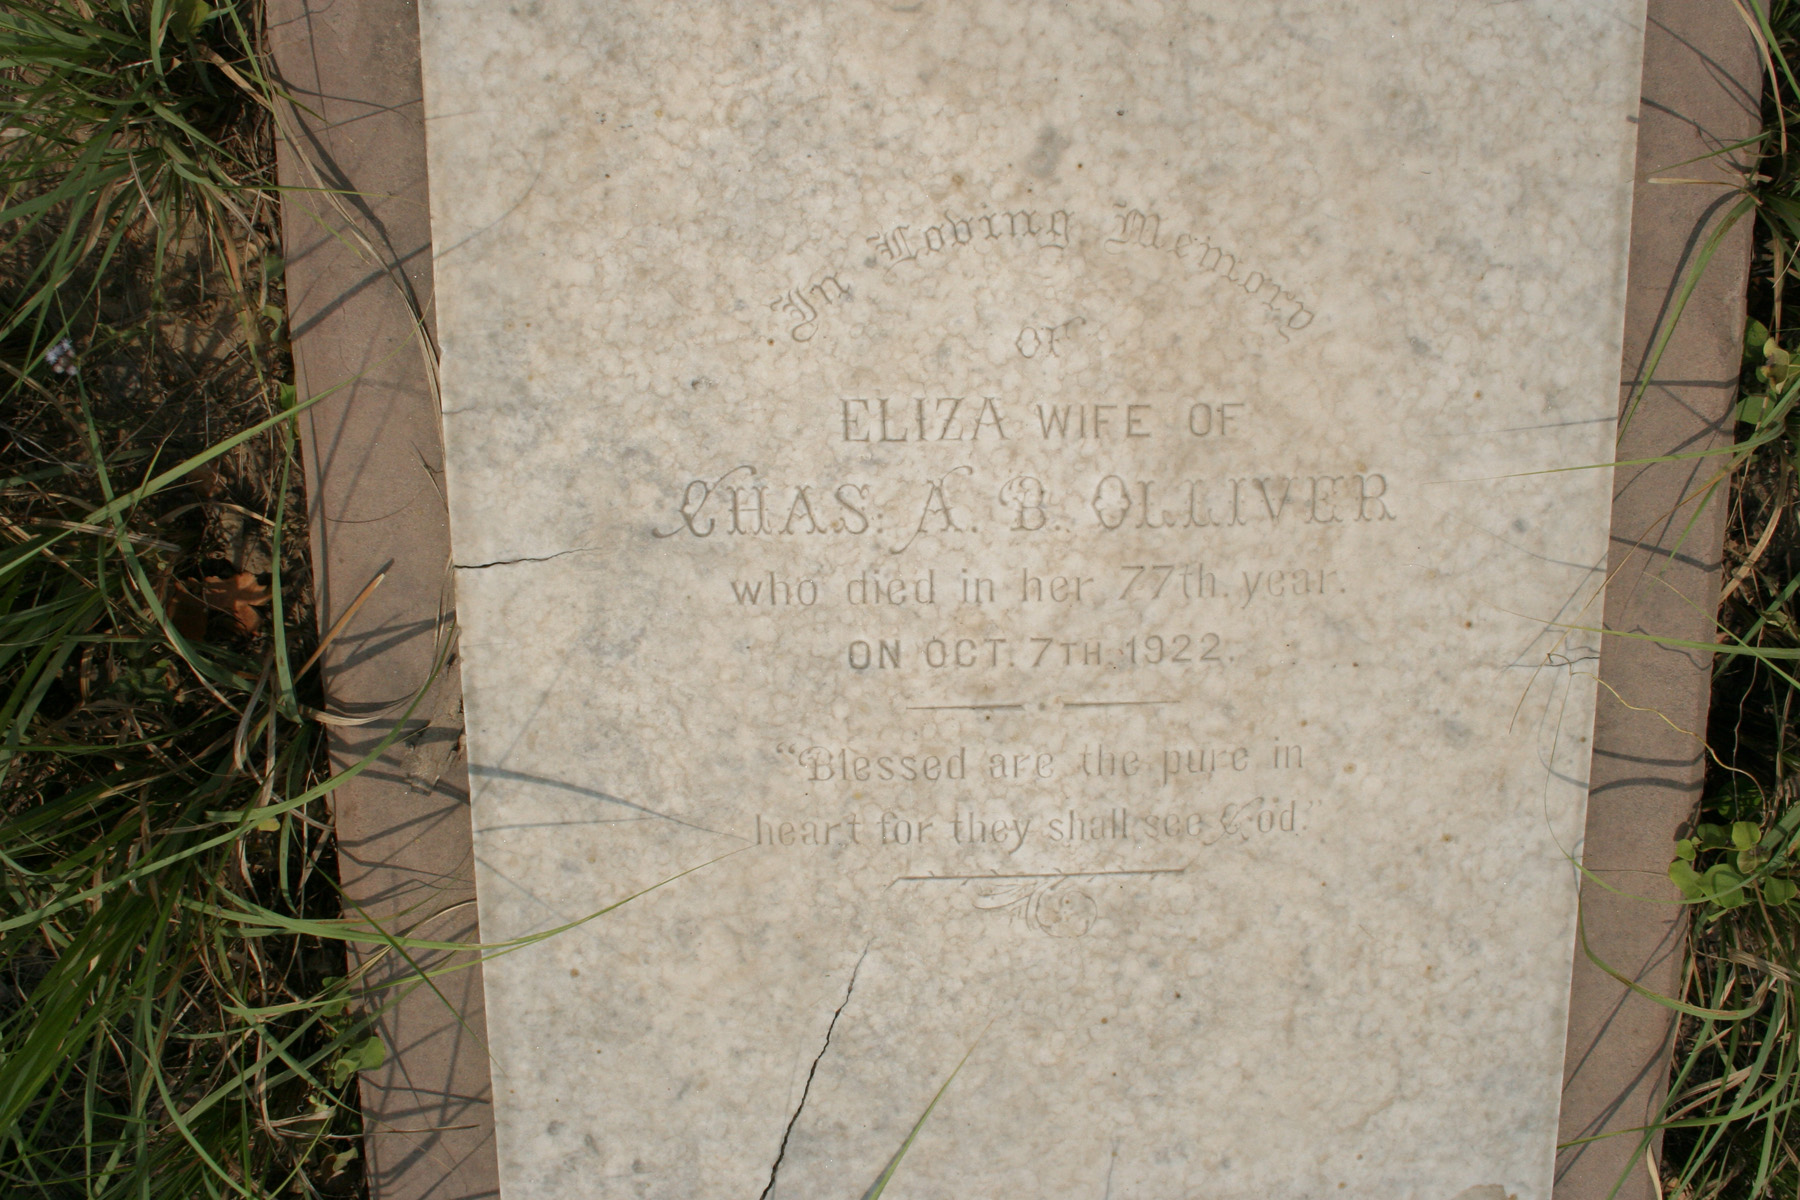 In Loving Memory
OF
ELIZA WIFE OF
CHAS. A. B. OLLIVER
who died in her 77th. year.
ON OCT. 7TH. 1922.
“Blessed are the pure in
heart for they shall see God.”